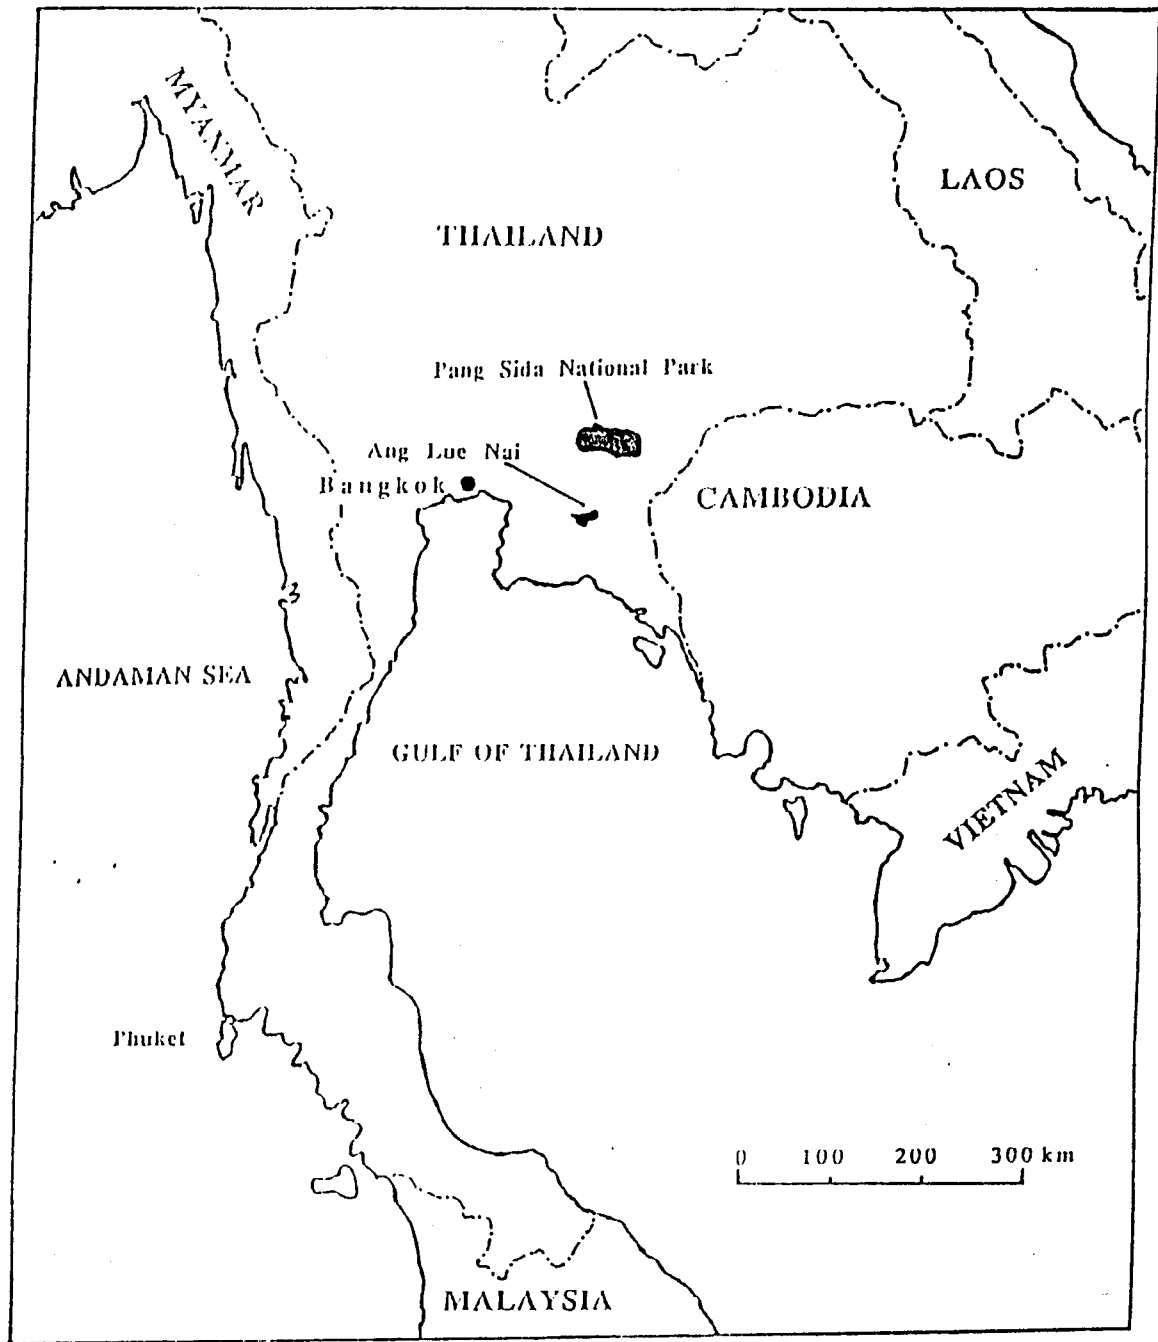 MYANMAR
LAOS
THAILAND
Pang Sida National Park
Ang Lue Nai
Bangkok
CAMBODIA
ANDAMAN SEA
GULF OF THAILAND
VIETNAM
Phuket
0 100 200 300 km
MALAYSIA